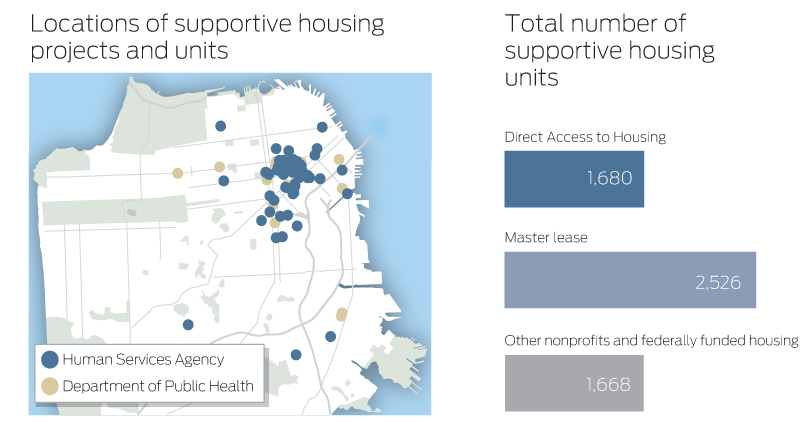 Locations of supportive housing
projects and units
Human Services Agency
Department of Public Health
Total number of
supportive housing
units
Direct Access to Housing
1,680
Master lease
2,526
Other nonprofits and federally funded housing
1,668